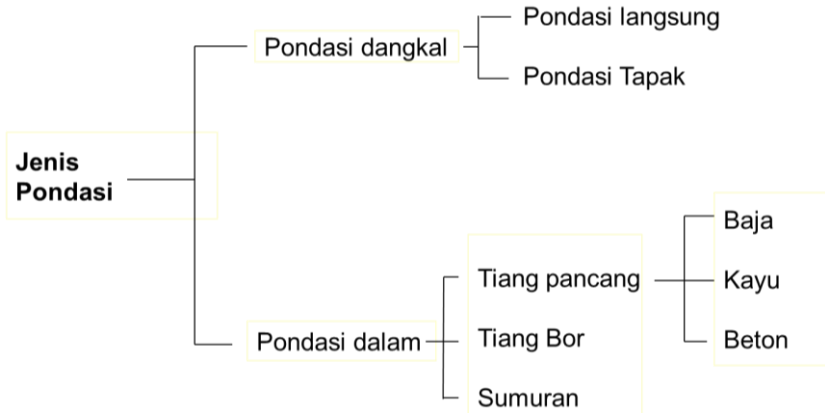 Jenis
Pondasi
Pondasi dangkal
Pondasi langsung
Pondasi Tapak
Pondasi dalam
Tiang pancang
Baja
Kayu
Beton
Tiang Bor
Sumuran